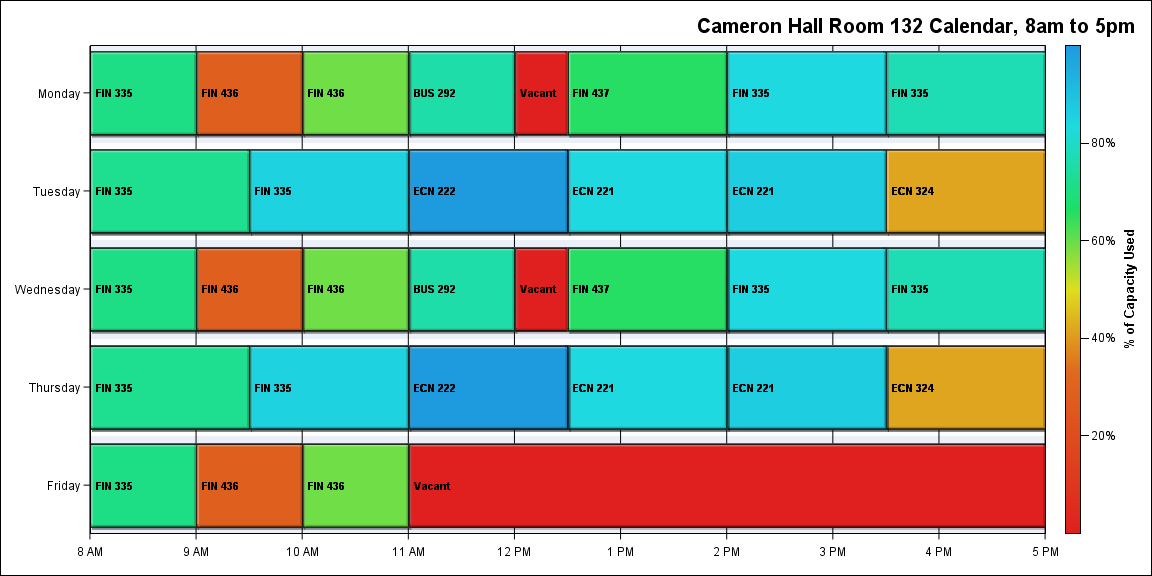 Cameron Hall Room 132 Calendar, 8am to 5pm
Monday FIN 335 FIN 436 FIN 436 BUS 292 Vacant FIN 437 FIN 335 FIN 335
Tuesday FIN 335 FIN 335 ECN 222 ECN 221 ECN 221 ECN 324
Wednesday FIN 335 FIN 436 FIN 436 BUS 292 Vacant FIN 437 FIN 335 FIN 335
Thursday FIN 335 FIN 335 ECN 222 ECN 221 ECN 221 ECN 324
Friday FIN 335 FIN 436 FIN 436 Vacant
8 AM 9 AM 10 AM 11 AM 12 PM 1 PM 2 PM 3 PM 4 PM 5 PM
80%
60%
40%
20%
% of Capacity Used